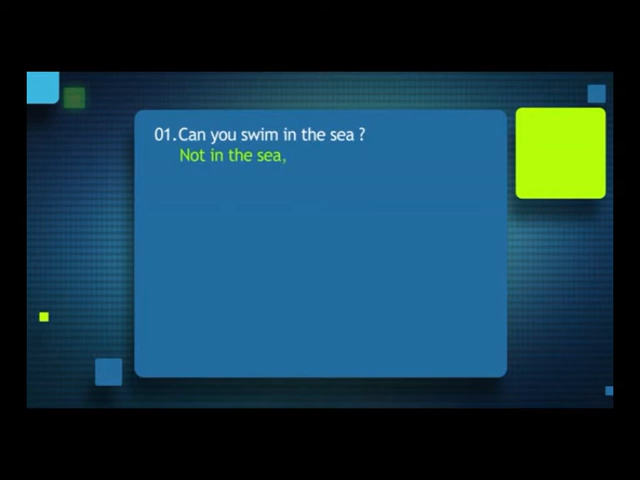 01.Can you swim in the sea ?
Not in the sea,